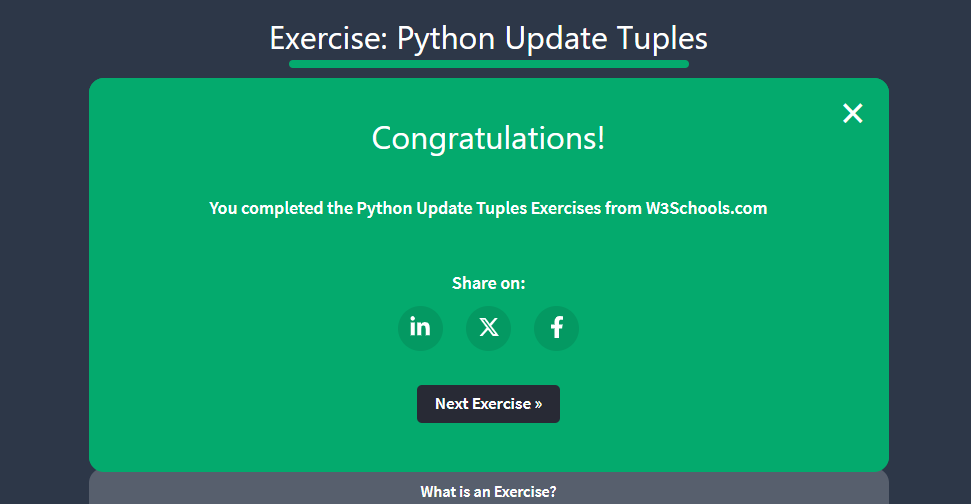 Exercise: Python Update Tuples
Congratulations!
You completed the Python Update Tuples Exercises from W3Schools.com
Share on:
Next Exercise »
What is an Exercise?